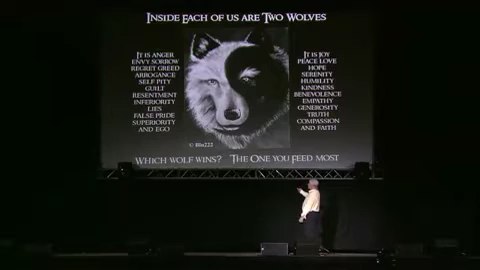 Inside Each of us are Two Wolves
It is anger
envy sorrow
regret greed
arrogance
self pity
guilt
resentment
inferiority
lies
false pride
superiority
and ego
It is joy
peace love
hope
serenity
humility
kindness
benevolence
empathy
generosity
truth
compassion
and faith
© Blu222
Which wolf wins? The One you Feed most